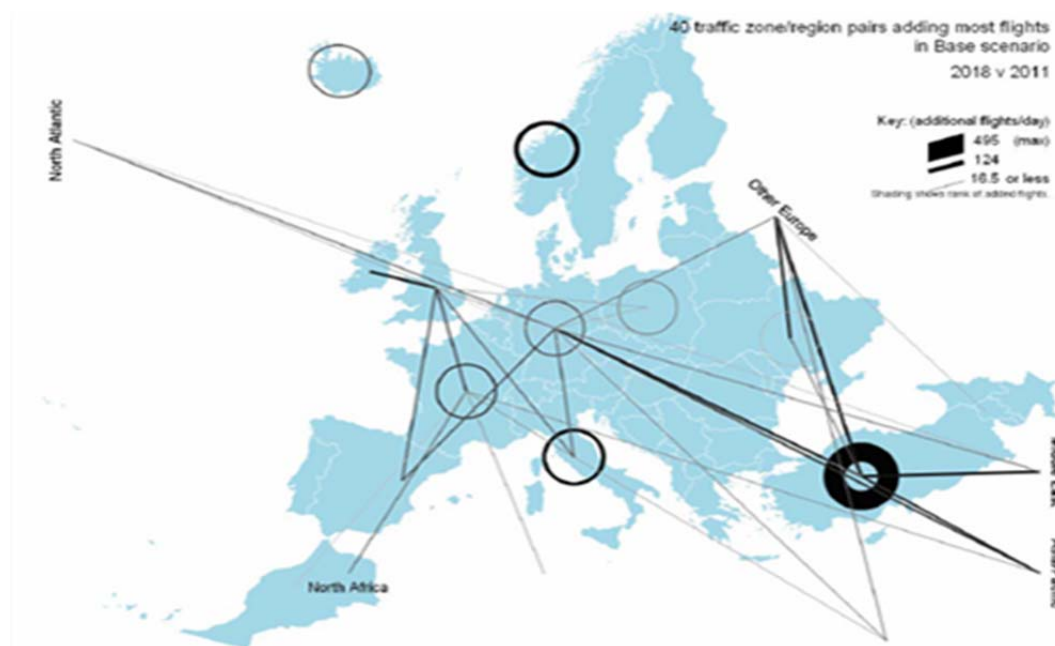 40 traffic zone/region pairs adding most flights
in Base scenario
2018 v 2011
Key: (additional flights/day)
495 (max)
124
16.5 or less
Shading shows rank of added flights.
North Atlantic
Other Europe
North Africa